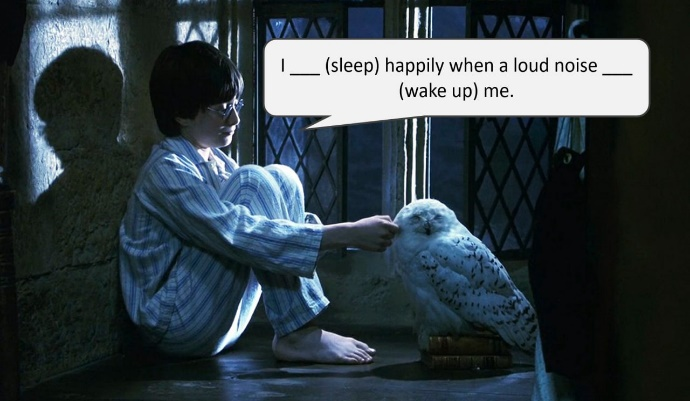 I ___ (sleep) happily when a loud noise ___
(wake up) me.